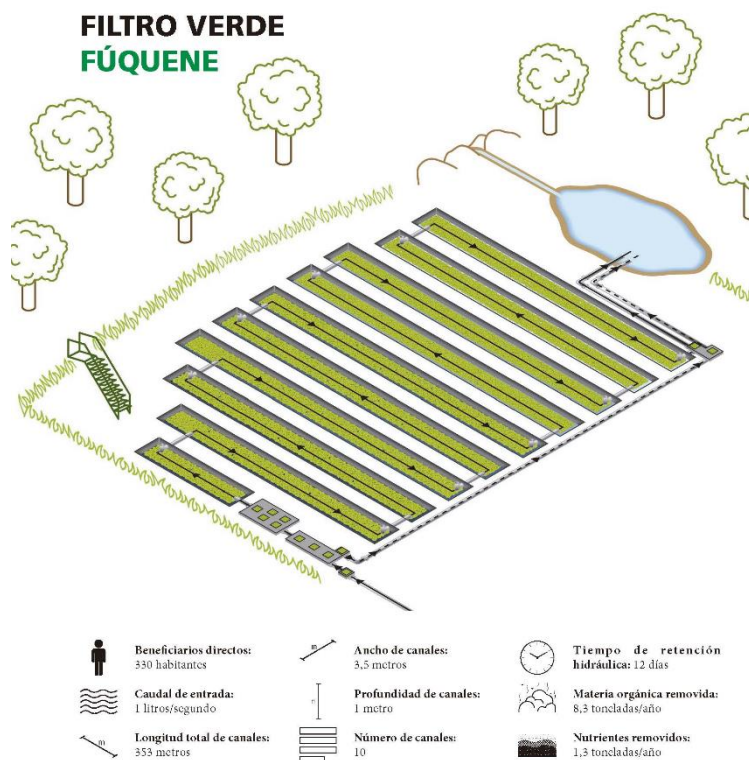 FILTRO VERDE
FÚQUENE
m
Beneficiarios directos:
330 habitantes
Ancho de canales:
3,5 metros
Tiempo de retención
hidráulica: 12 días
Caudal de entrada:
1 litros/segundo
Profundidad de canales:
1 metro
Materia orgánica removida:
8,3 toneladas/año
Longitud total de canales:
353 metros
Número de canales:
10
Nutrientes removidos:
1,3 toneladas/año